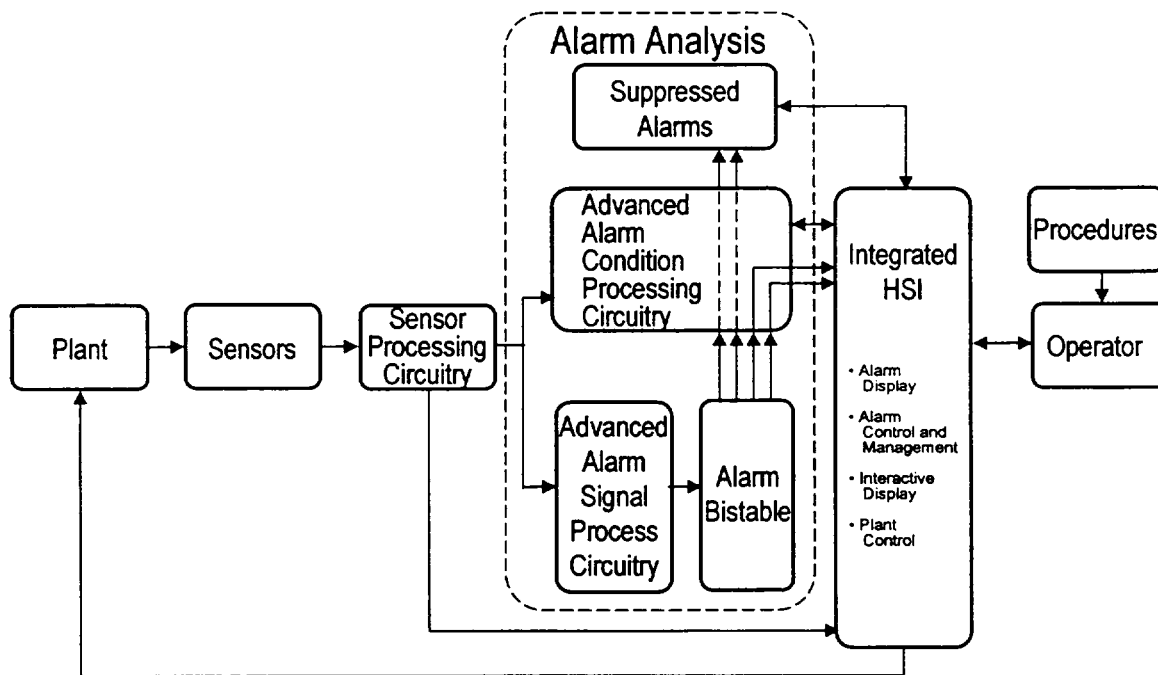 Alarm Analysis
Suppressed
Alarms
Advanced
Alarm
Condition
Processing
Circuitry
Integrated
HSI
• Alarm
Display
• Alarm
Control and
Management
• Interactive
Display
• Plant
Control
Procedures
Operator
Plant
Sensors
Sensor
Processing
Circuitry
Advanced
Alarm
Signal
Process
Circuitry
Alarm
Bistable